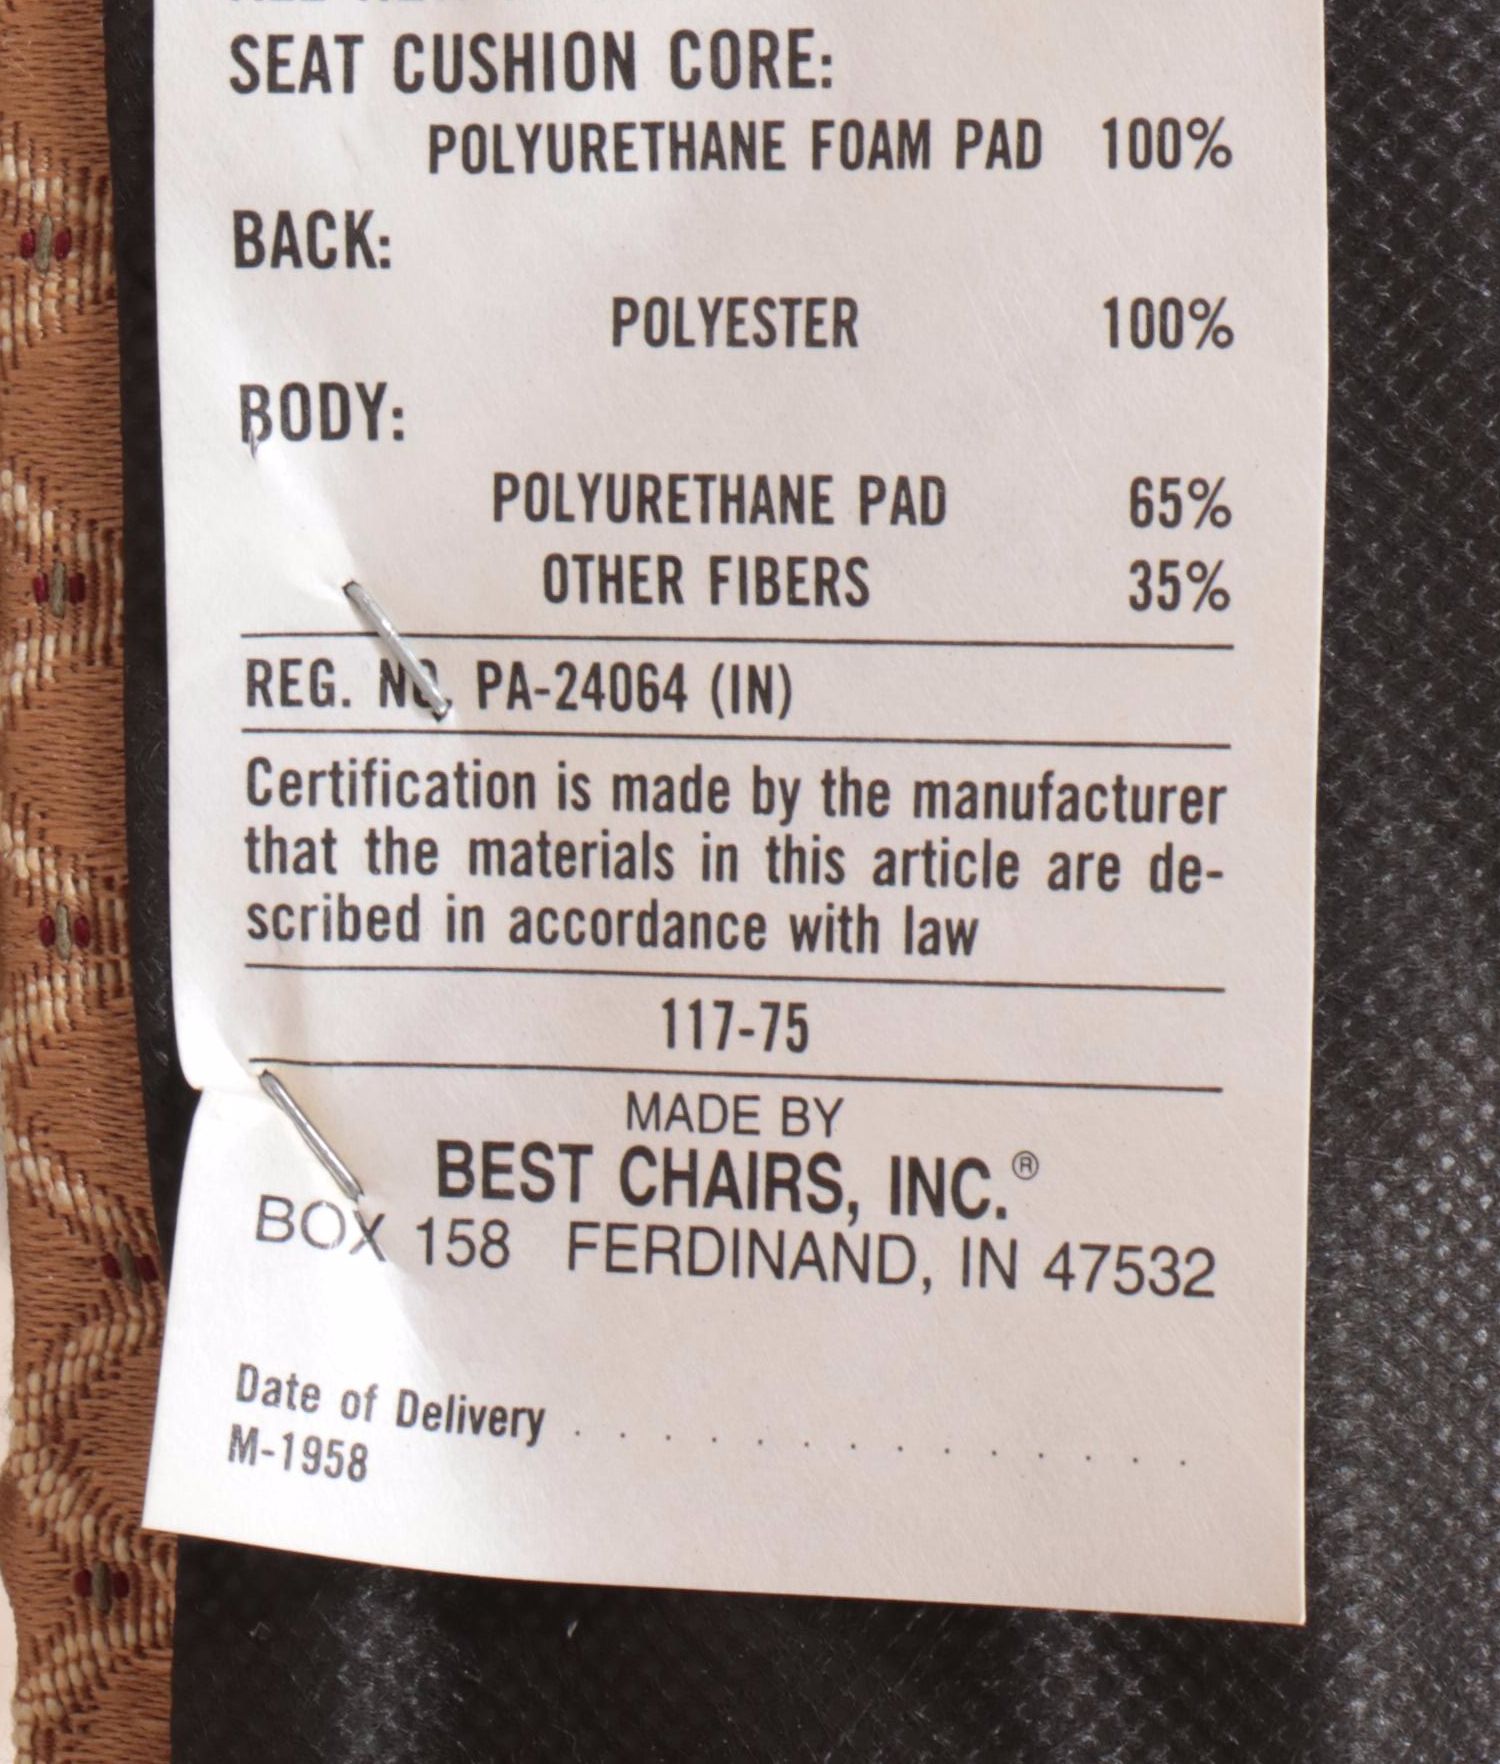 SEAT CUSHION CORE:
POLYURETHANE FOAM PAD 100%
BACK:
POLYESTER 100%
BODY:
POLYURETHANE PAD 65%
OTHER FIBERS 35%
REG. NO. PA-24064 (IN)
Certification is made by the manufacturer
that the materials in this article are de-
scribed in accordance with law
117-75
MADE BY
BEST CHAIRS, INC.®
BOX 158 FERDINAND, IN 47532
Date of Delivery . . . . . . . . . . . . . .
M-1958